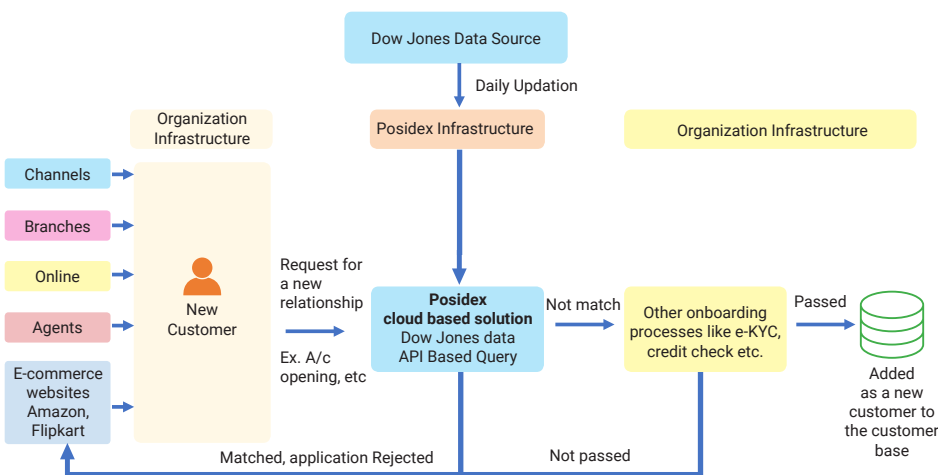 Dow Jones Data Source
Daily Updation
Organization
Infrastructure
Posidex Infrastructure
Organization Infrastructure
Channels
Branches
Online
Agents
E-commerce
websites
Amazon,
Flipkart
New
Customer
Request for
a new
relationship
Ex. A/c
opening, etc
Posidex
cloud based solution
Dow Jones data
API Based Query
Not match
Other onboarding
processes like e-KYC,
credit check etc.
Passed
Added
as a new
customer to
the customer
base
Matched, application Rejected
Not passed